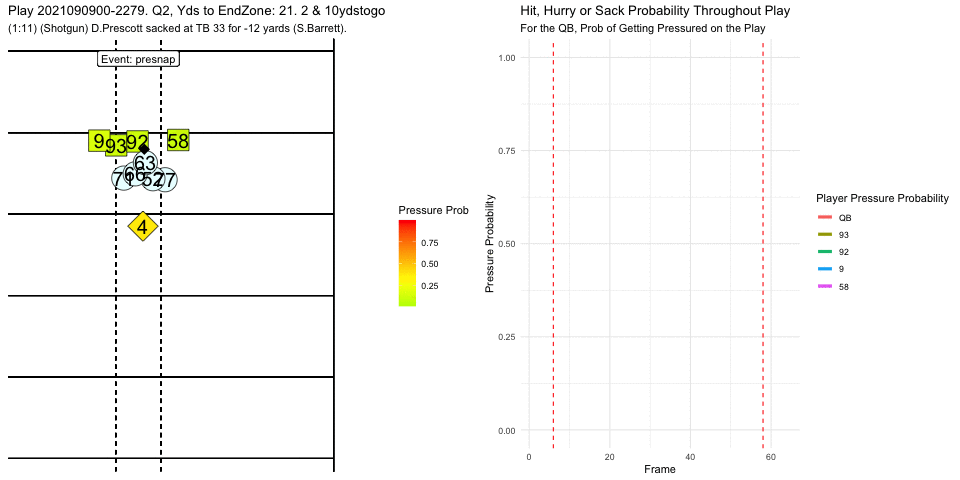 Play 2021090900-2279. Q2, Yds to EndZone: 21. 2 & 10ydstogo
(1:11) (Shotgun) D.Prescott sacked at TB 33 for -12 yards (S.Barrett).
Event: presnap
9
93
92
58
63
66
71
52
77
4
Pressure Prob
0.75
0.50
0.25
Hit, Hurry or Sack Probability Throughout Play
For the QB, Prob of Getting Pressured on the Play
Pressure Probability
1.00
0.75
0.50
0.25
0.00
0
20
40
60
Frame
Player Pressure Probability
QB
93
92
9
58